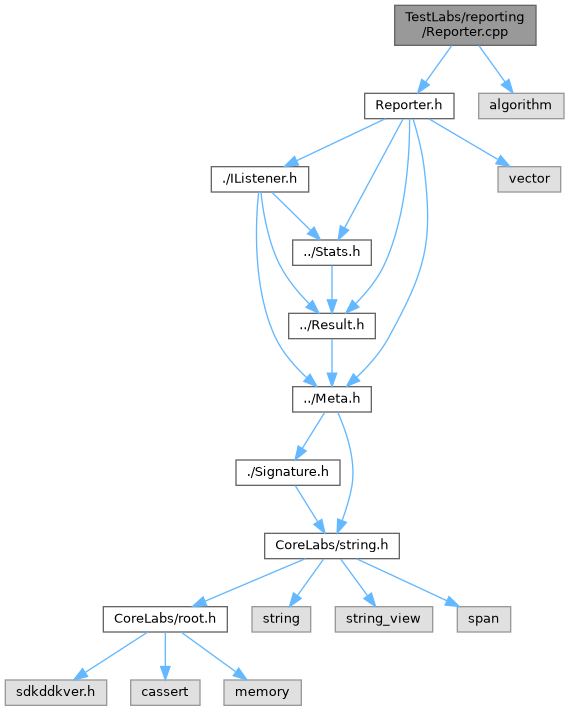 TestLabs/reporting
/Reporter.cpp
Reporter.h
algorithm
./IListener.h
vector
../Stats.h
../Result.h
../Meta.h
./Signature.h
CoreLabs/string.h
CoreLabs/root.h
string
string_view
span
sdkddkver.h
cassert
memory